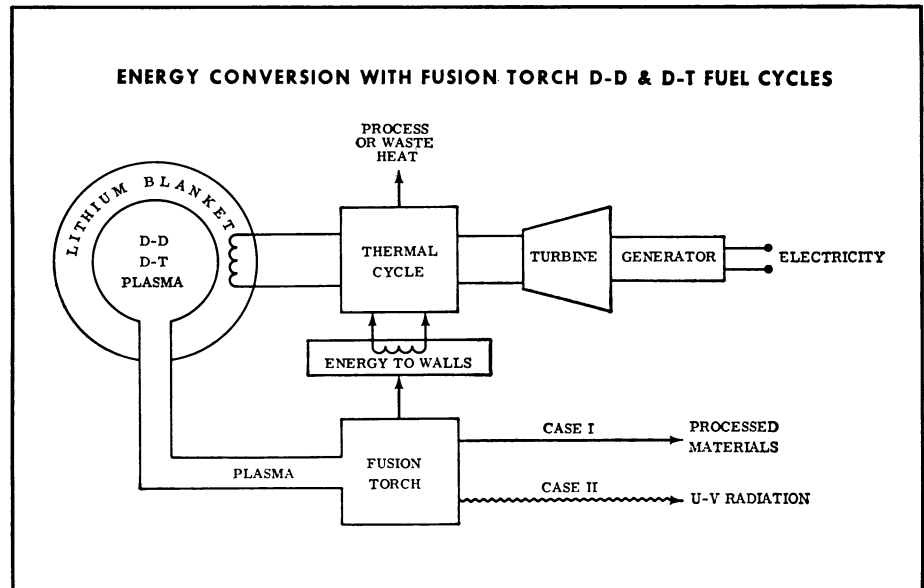 ENERGY CONVERSION WITH FUSION TORCH D-D & D-T FUEL CYCLES
PROCESS
OR WASTE
HEAT
LITHIUM BLANKET
D-D
D-T
PLASMA
THERMAL
CYCLE
TURBINE
GENERATOR
ELECTRICITY
ENERGY TO WALLS
PLASMA
FUSION
TORCH
CASE I
PROCESSED
MATERIALS
CASE II
U-V RADIATION